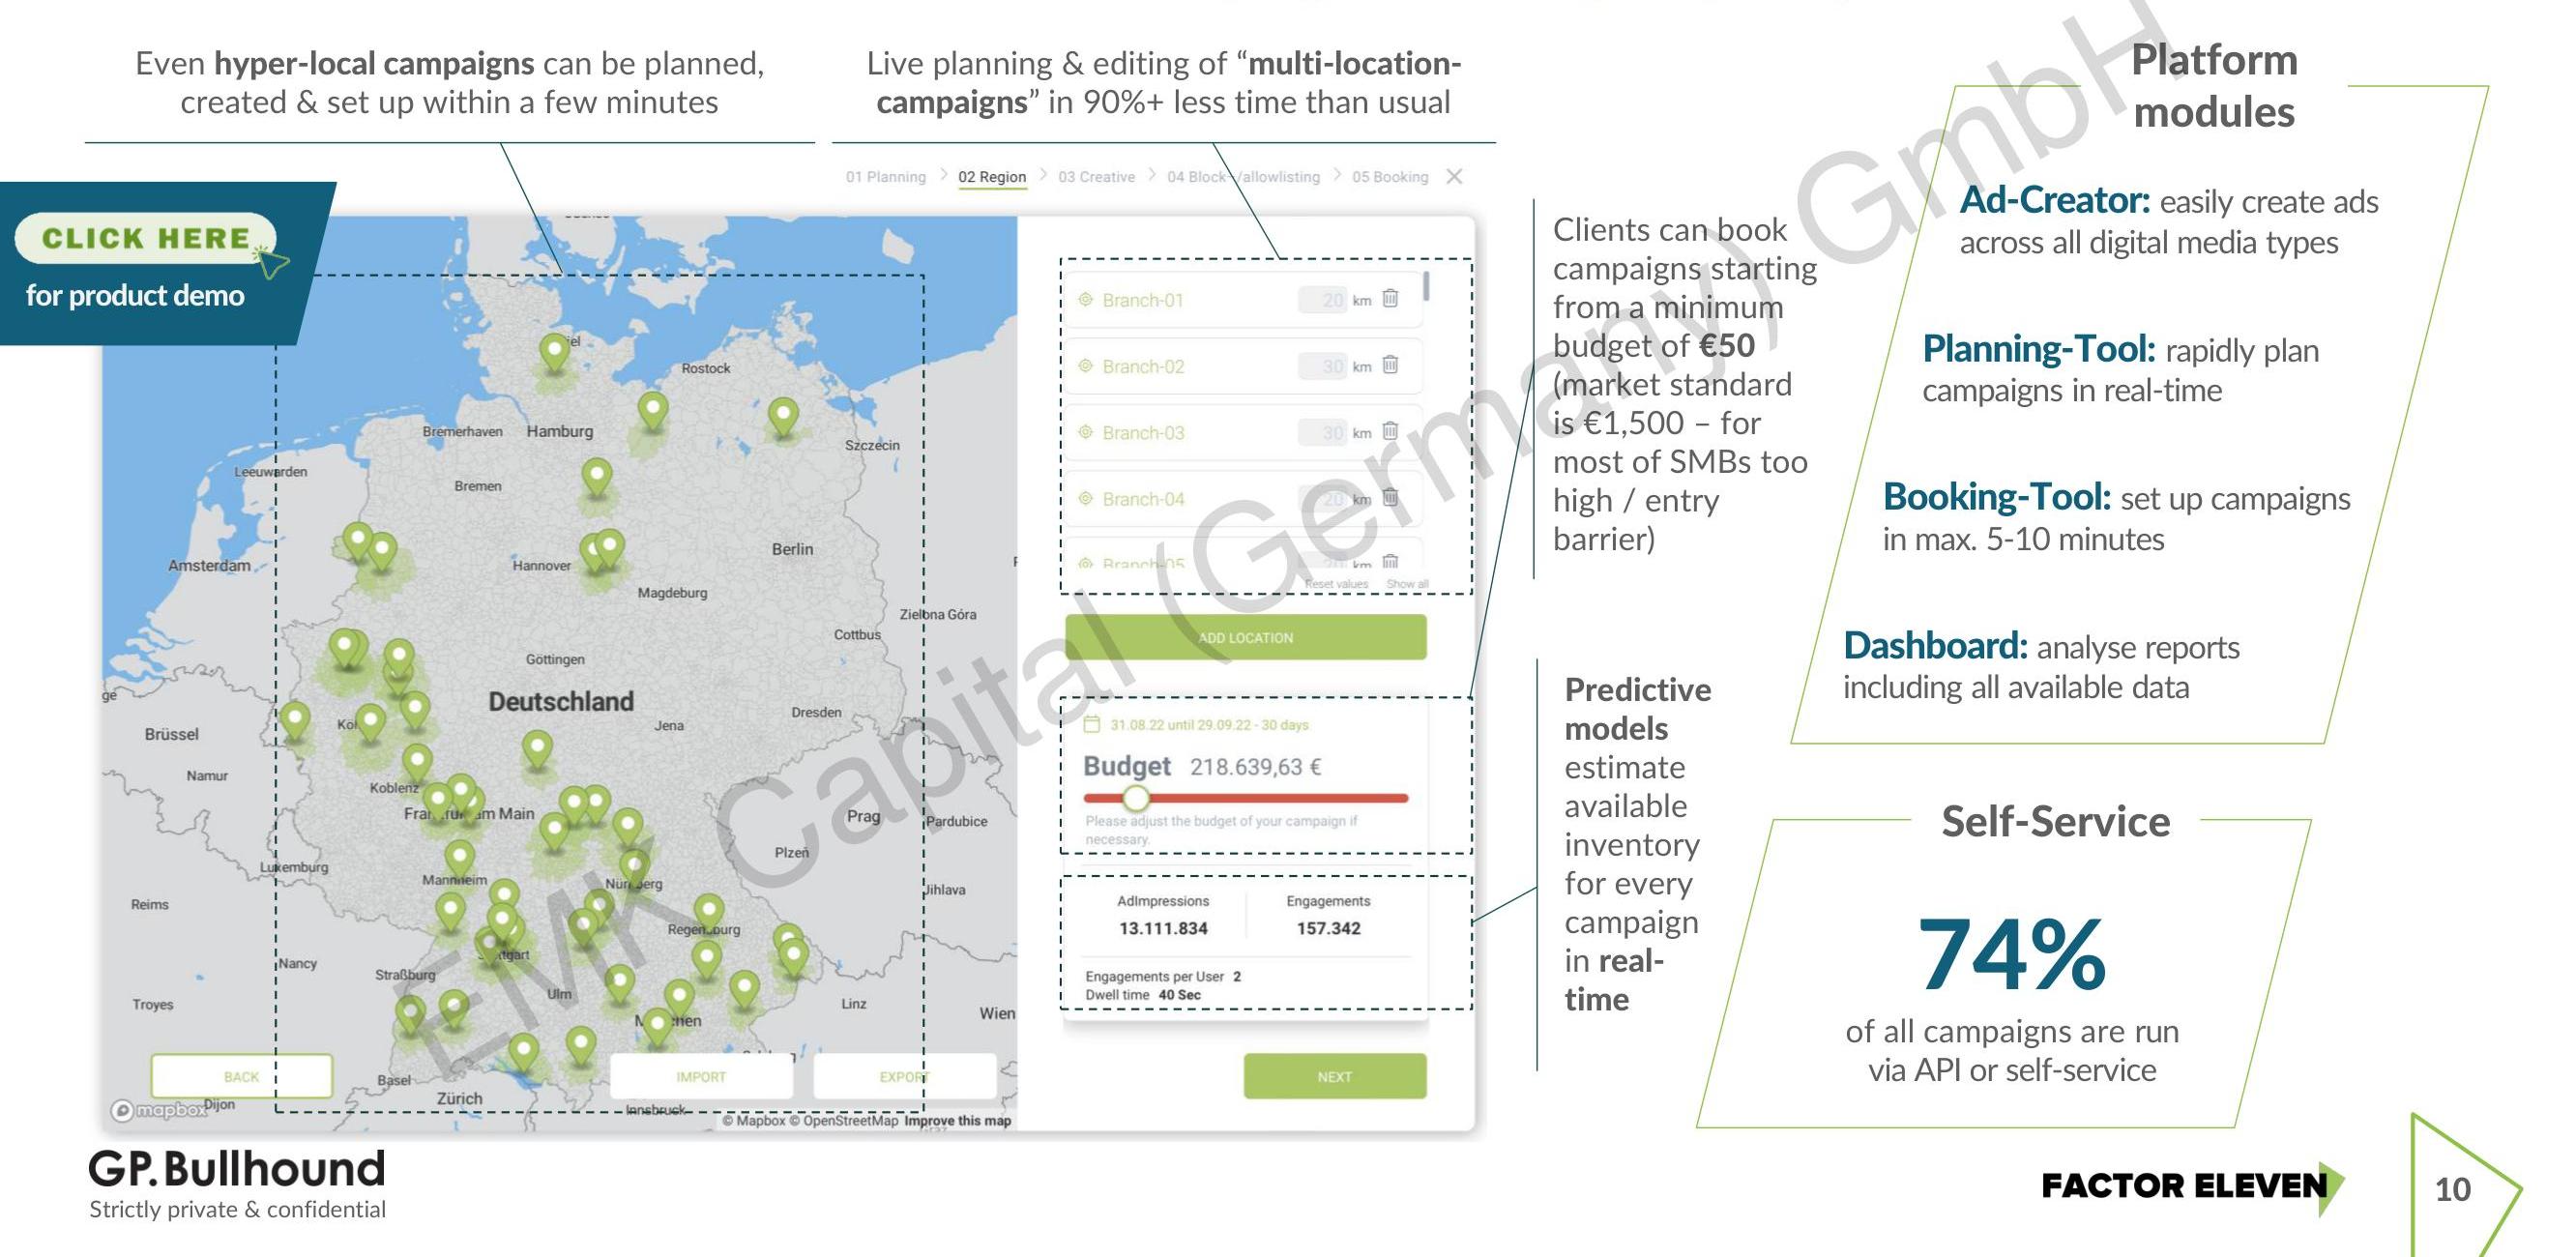 Even hyper-local campaigns can be planned,
created & set up within a few minutes
Live planning & editing of “multi-location-
campaigns” in 90%+ less time than usual
CLICK HERE
for product demo
01 Planning
02 Region
03 Creative
04 Block-/allowlisting
05 Booking
Rostock
Bremerhaven
Hamburg
Szczecin
Leeuwarden
Bremen
Amsterdam
Hannover
Berlin
Magdeburg
Zielona Góra
Cottbus
Göttingen
Deutschland
Jena
Dresden
Brüssel
Namur
Koblenz
am Main
Prag
Pardubice
Plzeň
Luxemburg
Mannheim
Jihlava
Reims
Nancy
Straßburg
Troyes
Ulm
Linz
Wien
Basel
Zürich
Dijon
Innsbruck
BACK
IMPORT
EXPORT
mapbox
© Mapbox © OpenStreetMap Improve this map
Branch-01 20 km
Branch-02 30 km
Branch-03 30 km
Branch-04 20 km
Branch-05 km
Reset values Show all
ADD LOCATION
31.08.22 until 29.09.22 - 30 days
Budget 218.639,63 €
Please adjust the budget of your campaign if
necessary.
AdImpressions Engagements
13.111.834 157.342
Engagements per User 2
Dwell time 40 Sec
NEXT
Clients can book
campaigns starting
from a minimum
budget of €50
(market standard
is €1,500 – for
most of SMBs too
high / entry
barrier)
Predictive
models
estimate
available
inventory
for every
campaign
in real-
time
Platform
modules
Ad-Creator: easily create ads
across all digital media types
Planning-Tool: rapidly plan
campaigns in real-time
Booking-Tool: set up campaigns
in max. 5-10 minutes
Dashboard: analyse reports
including all available data
Self-Service
74%
of all campaigns are run
via API or self-service
EMK Capital (Germany) GmbH
GP.Bullhound
Strictly private & confidential
FACTOR ELEVEN
10